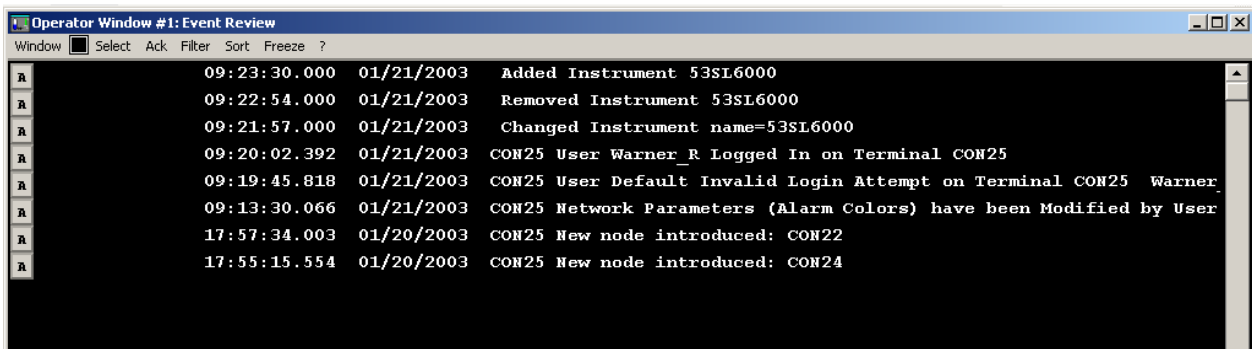 Operator Window #1: Event Review
Window Select Ack Filter Sort Freeze ?
A 09:23:30.000 01/21/2003 Added Instrument 53SL6000
A 09:22:54.000 01/21/2003 Removed Instrument 53SL6000
A 09:21:57.000 01/21/2003 Changed Instrument name=53SL6000
A 09:20:02.392 01/21/2003 CON25 User Warner_R Logged In on Terminal CON25
A 09:19:45.818 01/21/2003 CON25 User Default Invalid Login Attempt on Terminal CON25 Warner_
A 09:13:30.066 01/21/2003 CON25 Network Parameters (Alarm Colors) have been Modified by User
A 17:57:34.003 01/20/2003 CON25 New node introduced: CON22
A 17:55:15.554 01/20/2003 CON25 New node introduced: CON24